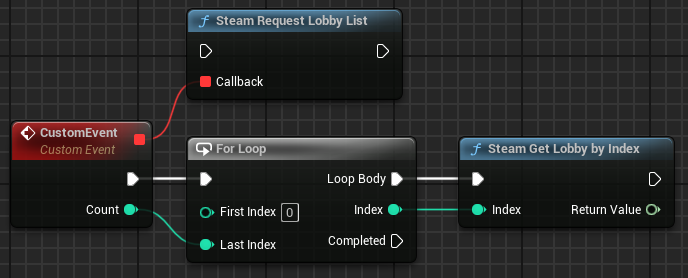 Steam Request Lobby List
Callback
CustomEvent
Custom Event
Count
For Loop
Loop Body
First Index 0
Index
Last Index
Completed
Steam Get Lobby by Index
Index
Return Value